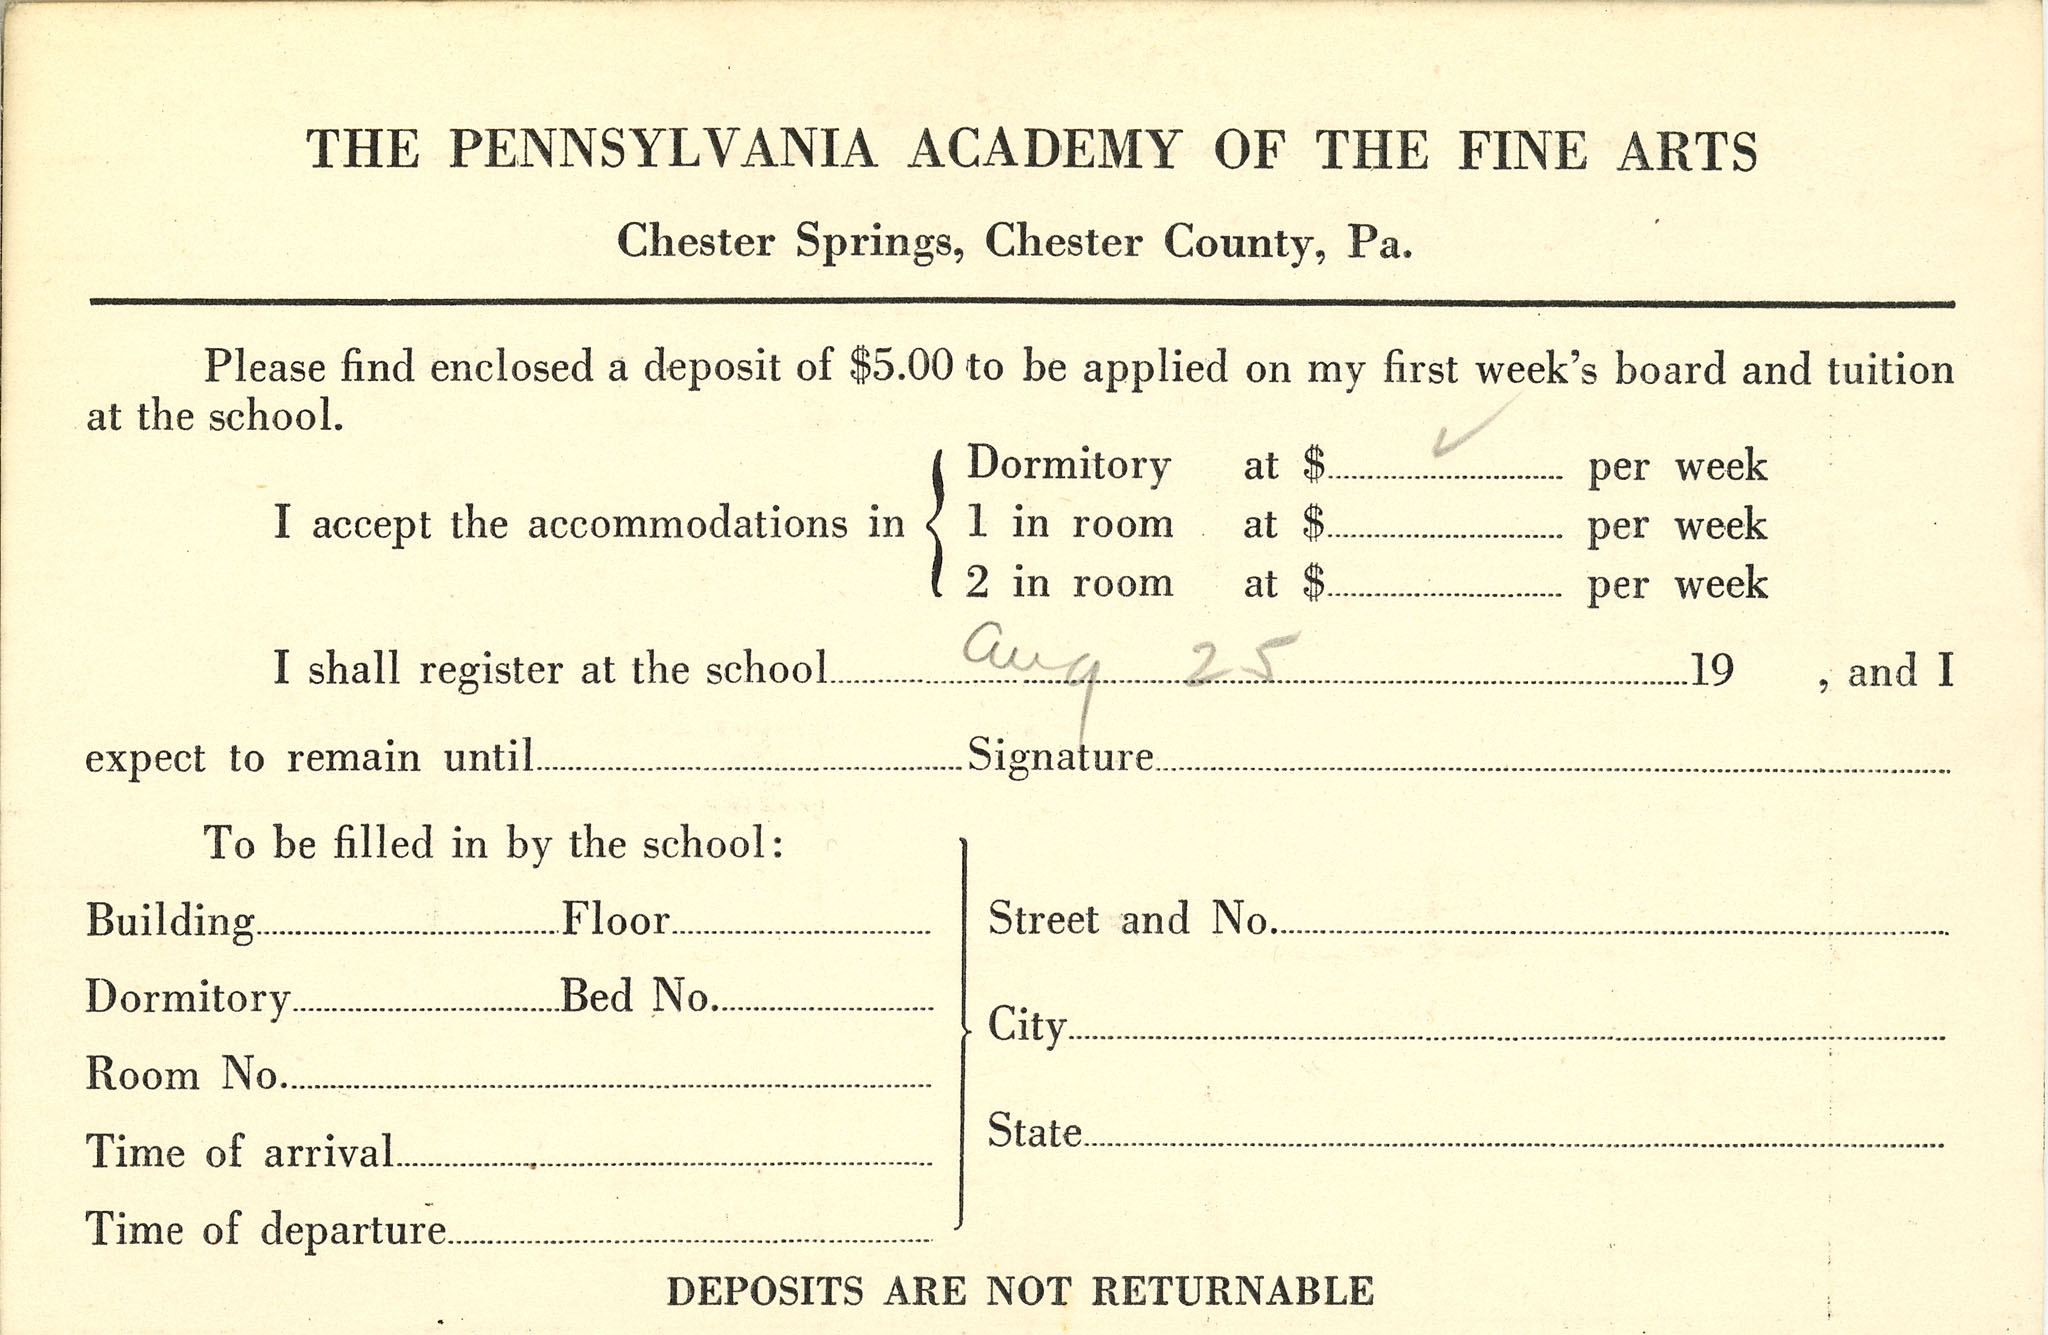 THE PENNSYLVANIA ACADEMY OF THE FINE ARTS
Chester Springs, Chester County, Pa.
Please find enclosed a deposit of $5.00 to be applied on my first week's board and tuition
at the school.
I accept the accommodations in
Dormitory at $ ✓ per week
1 in room at $ per week
2 in room at $ per week
I shall register at the school Aug 25 19 , and I
expect to remain until Signature
To be filled in by the school:
Building Floor
Dormitory Bed No.
Room No.
Time of arrival
Time of departure
Street and No.
City
State
DEPOSITS ARE NOT RETURNABLE